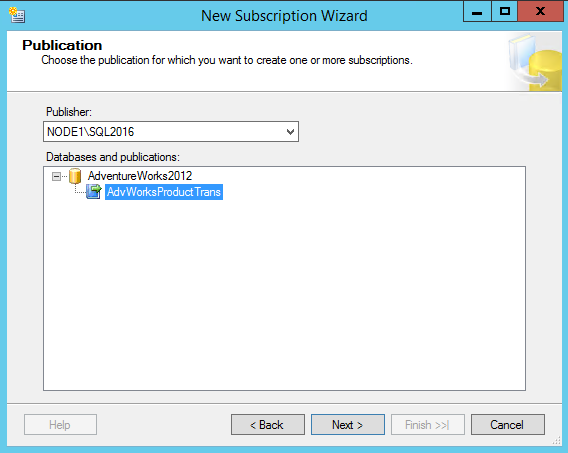 New Subscription Wizard
Publication
Choose the publication for which you want to create one or more subscriptions.
Publisher:
NODE1\SQL2016
Databases and publications:
AdventureWorks2012
AdvWorksProductTrans
Help
< Back
Next >
Finish >>|
Cancel